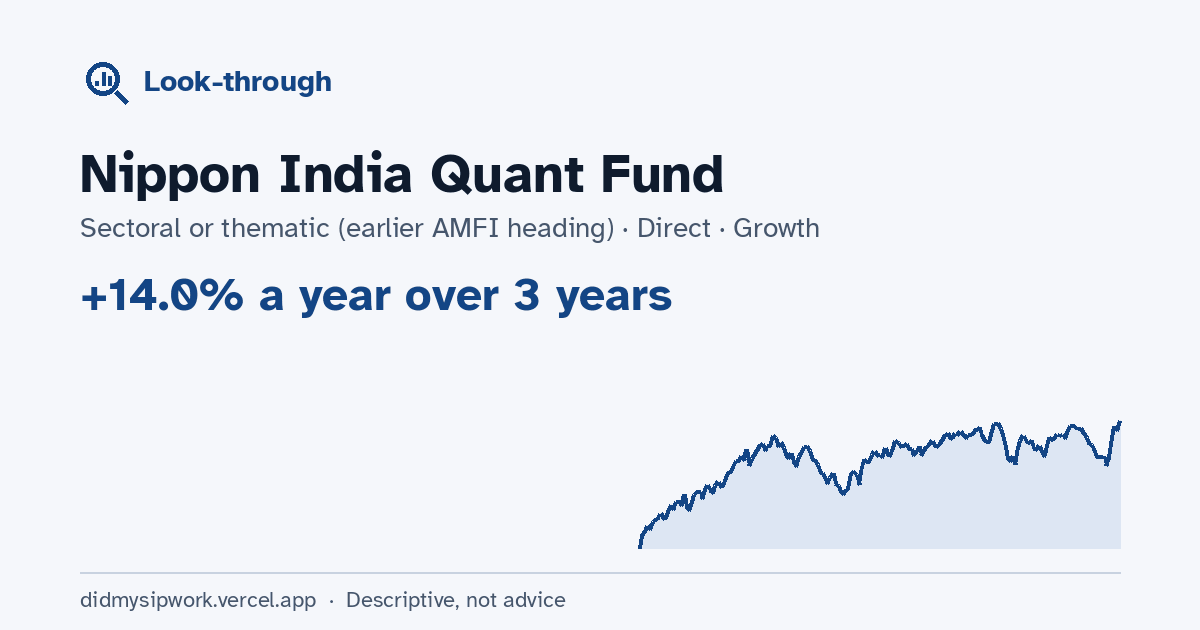 Look-through
Nippon India Quant Fund
Sectoral or thematic (earlier AMFI heading) · Direct · Growth
+14.0% a year over 3 years
didmysipwork.vercel.app · Descriptive, not advice